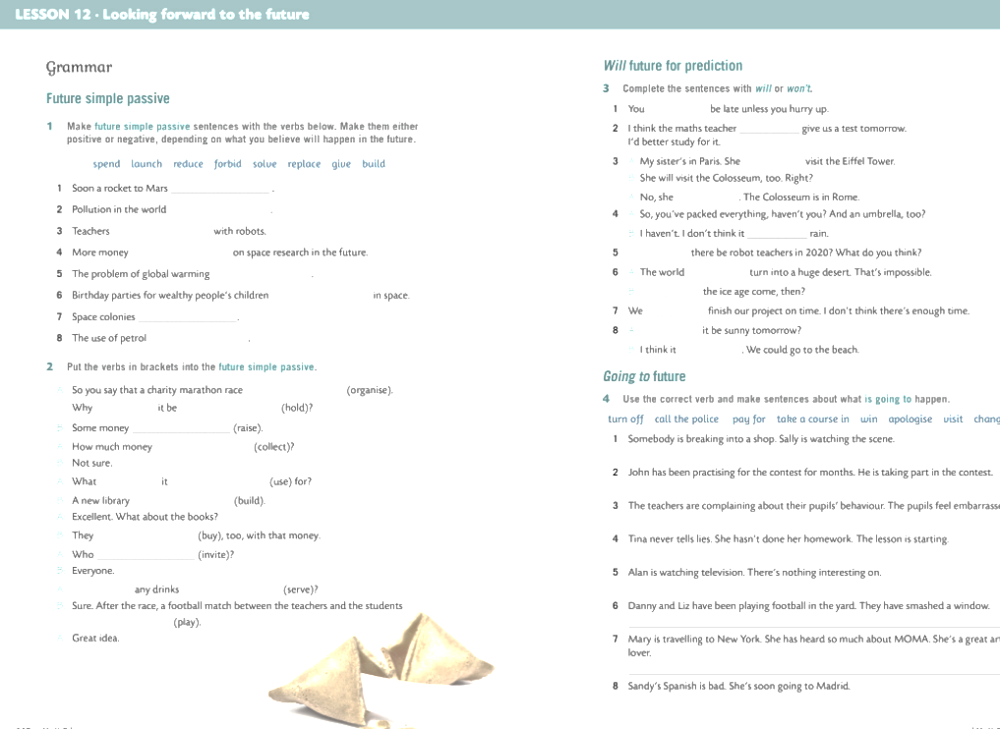 LESSON 12 · Looking forward to the future
Grammar
Future simple passive
1 Make future simple passive sentences with the verbs below. Make them either
positive or negative, depending on what you believe will happen in the future.
spend launch reduce forbid solve replace give build
1 Soon a rocket to Mars ____________________ .
2 Pollution in the world .
3 Teachers with robots.
4 More money on space research in the future.
5 The problem of global warming .
6 Birthday parties for wealthy people's children in space.
7 Space colonies ____________________.
8 The use of petrol .
2 Put the verbs in brackets into the future simple passive.
So you say that a charity marathon race (organise).
Why it be (hold)?
Some money ____________________ (raise).
How much money (collect)?
Not sure.
What it (use) for?
A new library (build).
Excellent. What about the books?
They (buy), too, with that money.
Who ____________________ (invite)?
Everyone.
any drinks (serve)?
Sure. After the race, a football match between the teachers and the students
(play).
Great idea.
Will future for prediction
3 Complete the sentences with will or won't.
1 You be late unless you hurry up.
2 I think the maths teacher ____________ give us a test tomorrow.
I'd better study for it.
3 My sister's in Paris. She visit the Eiffel Tower.
She will visit the Colosseum, too. Right?
No, she . The Colosseum is in Rome.
4 So, you've packed everything, haven't you? And an umbrella, too?
I haven't. I don't think it ____________ rain.
5 there be robot teachers in 2020? What do you think?
6 The world turn into a huge desert. That's impossible.
the ice age come, then?
7 We finish our project on time. I don't think there's enough time.
8 it be sunny tomorrow?
I think it . We could go to the beach.
Going to future
4 Use the correct verb and make sentences about what is going to happen.
turn off call the police pay for take a course in win apologise visit chang
1 Somebody is breaking into a shop. Sally is watching the scene.
2 John has been practising for the contest for months. He is taking part in the contest.
3 The teachers are complaining about their pupils' behaviour. The pupils feel embarrasse
4 Tina never tells lies. She hasn't done her homework. The lesson is starting.
5 Alan is watching television. There's nothing interesting on.
6 Danny and Liz have been playing football in the yard. They have smashed a window.
7 Mary is travelling to New York. She has heard so much about MOMA. She's a great art
lover.
8 Sandy's Spanish is bad. She's soon going to Madrid.